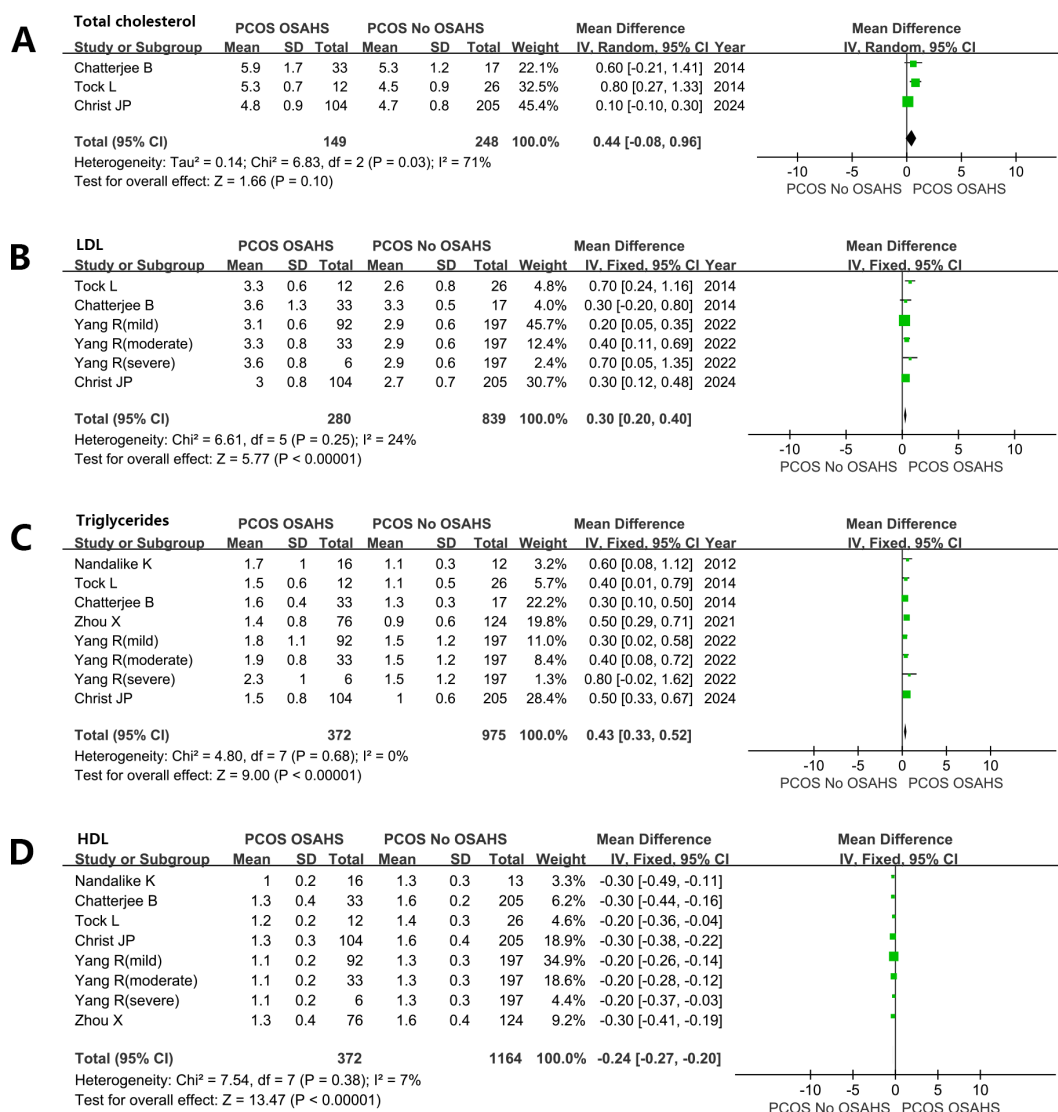 A
Total cholesterol
PCOS OSAHS PCOS No OSAHS Mean Difference Mean Difference
Study or Subgroup Mean SD Total Mean SD Total Weight IV, Random, 95% CI Year IV, Random, 95% CI
Chatterjee B 5.9 1.7 33 5.3 1.2 17 22.1% 0.60 [-0.21, 1.41] 2014
Tock L 5.3 0.7 12 4.5 0.9 26 32.5% 0.80 [0.27, 1.33] 2014
Christ JP 4.8 0.9 104 4.7 0.8 205 45.4% 0.10 [-0.10, 0.30] 2024
Total (95% CI) 149 248 100.0% 0.44 [-0.08, 0.96]
Heterogeneity: Tau² = 0.14; Chi² = 6.83, df = 2 (P = 0.03); I² = 71%
Test for overall effect: Z = 1.66 (P = 0.10)
-10 -5 0 5 10
PCOS No OSAHS PCOS OSAHS
B
LDL
PCOS OSAHS PCOS No OSAHS Mean Difference Mean Difference
Study or Subgroup Mean SD Total Mean SD Total Weight IV, Fixed, 95% CI Year IV, Fixed, 95% CI
Tock L 3.3 0.6 12 2.6 0.8 26 4.8% 0.70 [0.24, 1.16] 2014
Chatterjee B 3.6 1.3 33 3.3 0.5 17 4.0% 0.30 [-0.20, 0.80] 2014
Yang R(mild) 3.1 0.6 92 2.9 0.6 197 45.7% 0.20 [0.05, 0.35] 2022
Yang R(moderate) 3.3 0.8 33 2.9 0.6 197 12.4% 0.40 [0.11, 0.69] 2022
Yang R(severe) 3.6 0.8 6 2.9 0.6 197 2.4% 0.70 [0.05, 1.35] 2022
Christ JP 3 0.8 104 2.7 0.7 205 30.7% 0.30 [0.12, 0.48] 2024
Total (95% CI) 280 839 100.0% 0.30 [0.20, 0.40]
Heterogeneity: Chi² = 6.61, df = 5 (P = 0.25); I² = 24%
Test for overall effect: Z = 5.77 (P < 0.00001)
-10 -5 0 5 10
PCOS No OSAHS PCOS OSAHS
C
Triglycerides
PCOS OSAHS PCOS No OSAHS Mean Difference Mean Difference
Study or Subgroup Mean SD Total Mean SD Total Weight IV, Fixed, 95% CI Year IV, Fixed, 95% CI
Nandalike K 1.7 1 16 1.1 0.3 12 3.2% 0.60 [0.08, 1.12] 2012
Tock L 1.5 0.6 12 1.1 0.5 26 5.7% 0.40 [0.01, 0.79] 2014
Chatterjee B 1.6 0.4 33 1.3 0.3 17 22.2% 0.30 [0.10, 0.50] 2014
Zhou X 1.4 0.8 76 0.9 0.6 124 19.8% 0.50 [0.29, 0.71] 2021
Yang R(mild) 1.8 1.1 92 1.5 1.2 197 11.0% 0.30 [0.02, 0.58] 2022
Yang R(moderate) 1.9 0.8 33 1.5 1.2 197 8.4% 0.40 [0.08, 0.72] 2022
Yang R(severe) 2.3 1 6 1.5 1.2 197 1.3% 0.80 [-0.02, 1.62] 2022
Christ JP 1.5 0.8 104 1 0.6 205 28.4% 0.50 [0.33, 0.67] 2024
Total (95% CI) 372 975 100.0% 0.43 [0.33, 0.52]
Heterogeneity: Chi² = 4.80, df = 7 (P = 0.68); I² = 0%
Test for overall effect: Z = 9.00 (P < 0.00001)
-10 -5 0 5 10
PCOS No OSAHS PCOS OSAHS
D
HDL
PCOS OSAHS PCOS No OSAHS Mean Difference Mean Difference
Study or Subgroup Mean SD Total Mean SD Total Weight IV, Fixed, 95% CI IV, Fixed, 95% CI
Nandalike K 1 0.2 16 1.3 0.3 13 3.3% -0.30 [-0.49, -0.11]
Chatterjee B 1.3 0.4 33 1.6 0.2 205 6.2% -0.30 [-0.44, -0.16]
Tock L 1.2 0.2 12 1.4 0.3 26 4.6% -0.20 [-0.36, -0.04]
Christ JP 1.3 0.3 104 1.6 0.4 205 18.9% -0.30 [-0.38, -0.22]
Yang R(mild) 1.1 0.2 92 1.3 0.3 197 34.9% -0.20 [-0.26, -0.14]
Yang R(moderate) 1.1 0.2 33 1.3 0.3 197 18.6% -0.20 [-0.28, -0.12]
Yang R(severe) 1.1 0.2 6 1.3 0.3 197 4.4% -0.20 [-0.37, -0.03]
Zhou X 1.3 0.4 76 1.6 0.4 124 9.2% -0.30 [-0.41, -0.19]
Total (95% CI) 372 1164 100.0% -0.24 [-0.27, -0.20]
Heterogeneity: Chi² = 7.54, df = 7 (P = 0.38); I² = 7%
Test for overall effect: Z = 13.47 (P < 0.00001)
-10 -5 0 5 10
PCOS No OSAHS PCOS OSAHS